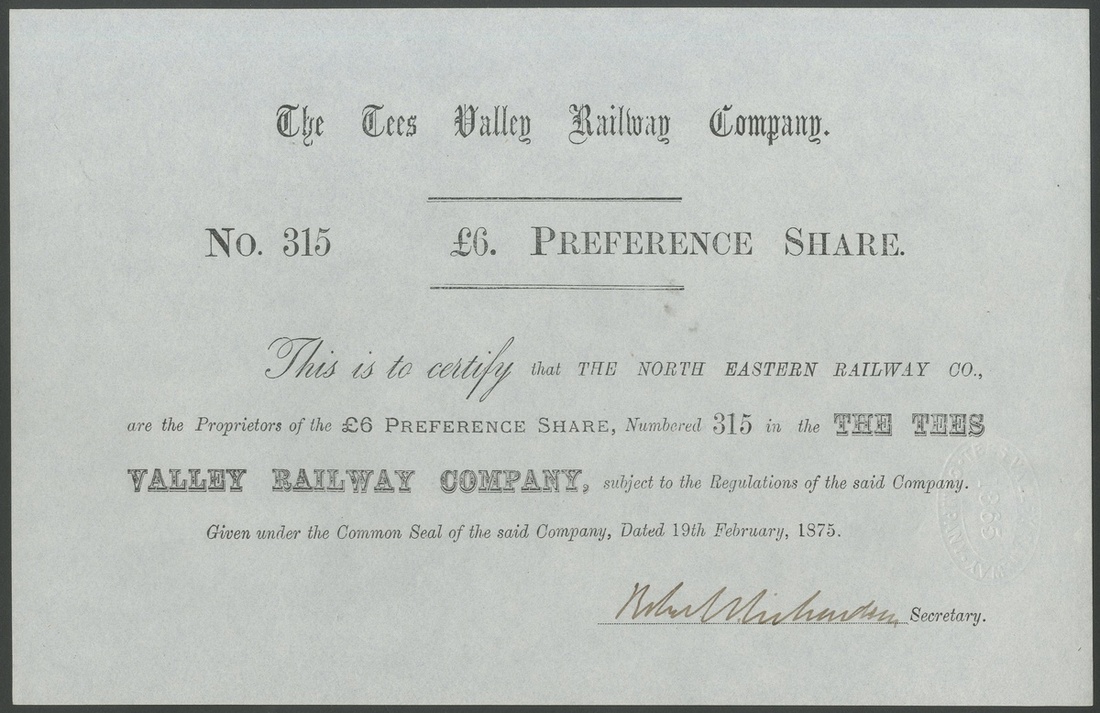 The Tees Valley Railway Company.
No. 315 £6. Preference Share.
This is to certify that THE NORTH EASTERN RAILWAY CO.,
are the Proprietors of the £6 Preference Share, Numbered 315 in the THE TEES
VALLEY RAILWAY COMPANY, subject to the Regulations of the said Company.
Given under the Common Seal of the said Company, Dated 19th February, 1875.
Robert Richardson Secretary.